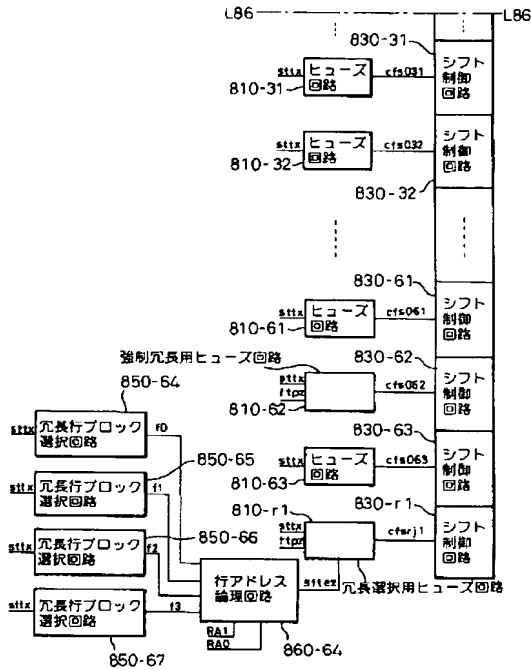 L86
L86
830-31
sttx
ヒューズ
回路
cfs031
シフト
制御
回路
810-31
sttx
ヒューズ
回路
cfs032
シフト
制御
回路
810-32
830-32
830-61
sttx
ヒューズ
回路
cfs061
シフト
制御
回路
810-61
強制冗長用ヒューズ回路
830-62
sttx
ftpz
cfs062
シフト
制御
回路
810-62
850-64
sttx
冗長行ブロック
選択回路
f0
830-63
sttx
ヒューズ
回路
cfs063
シフト
制御
回路
810-63
850-65
sttx
冗長行ブロック
選択回路
f1
810-r1
830-r1
sttx
ftpz
cfsrj1
シフト
制御
回路
850-66
sttx
冗長行ブロック
選択回路
f2
行アドレス
論理回路
sftez
冗長選択用ヒューズ回路
sttx
冗長行ブロック
選択回路
f3
850-67
RA1
RA0
860-64